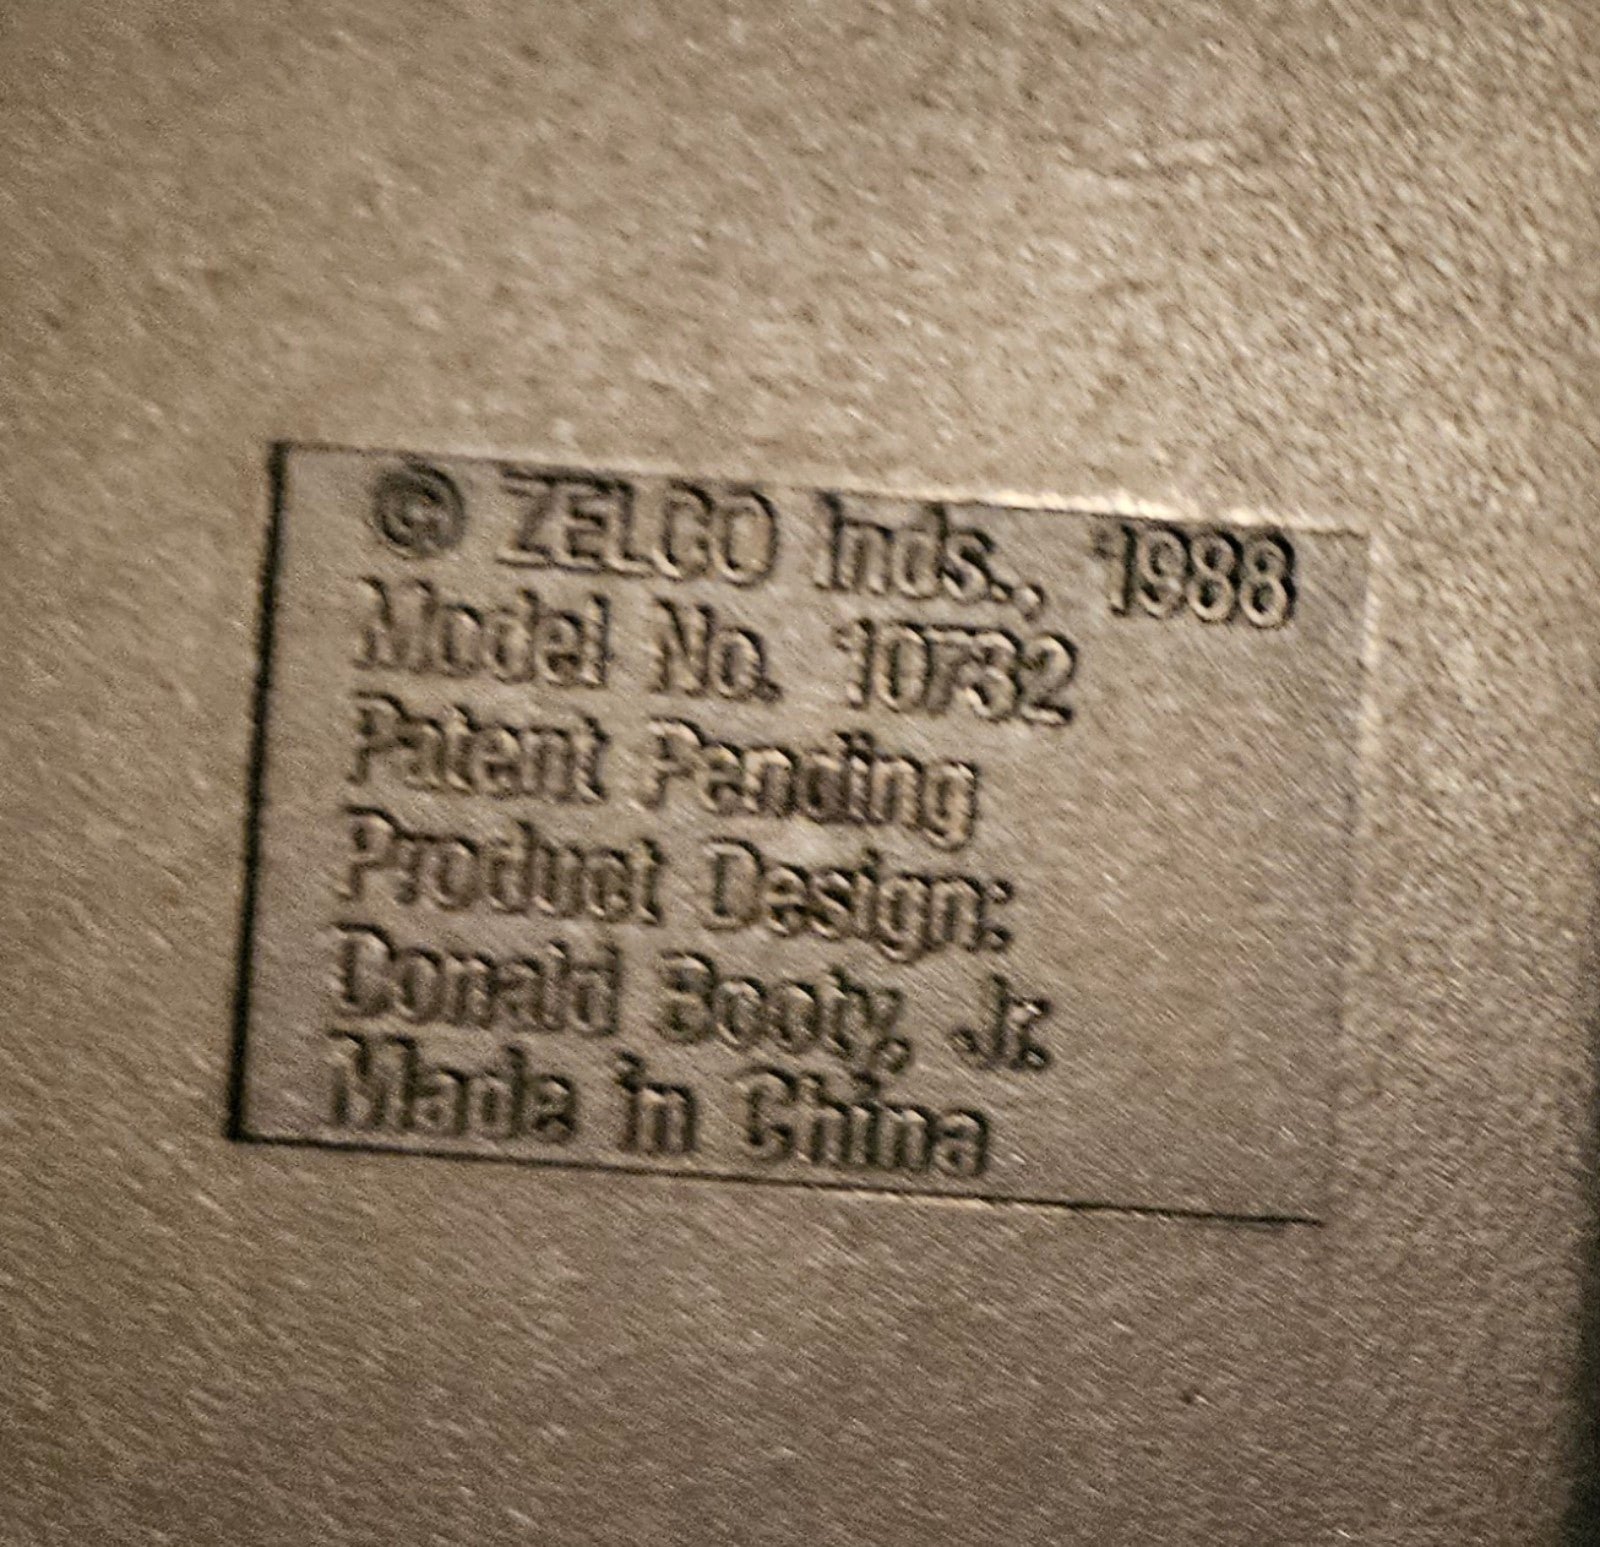 © ZELCO Inds., 1988
Model No. 10732
Patent Pending
Product Design:
Donald Booty, Jr.
Made in China